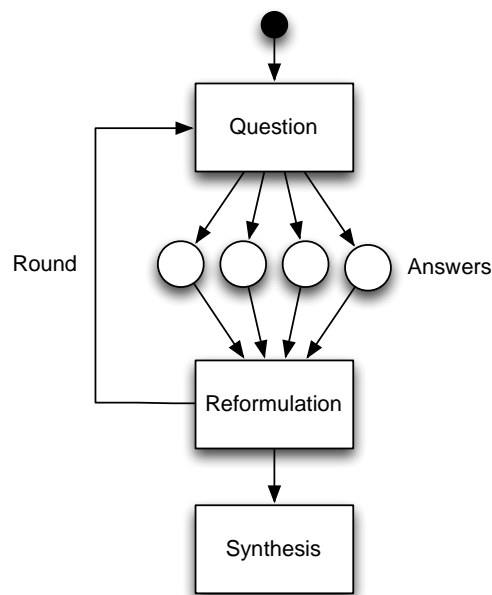 Question
Round
Answers
Reformulation
Synthesis